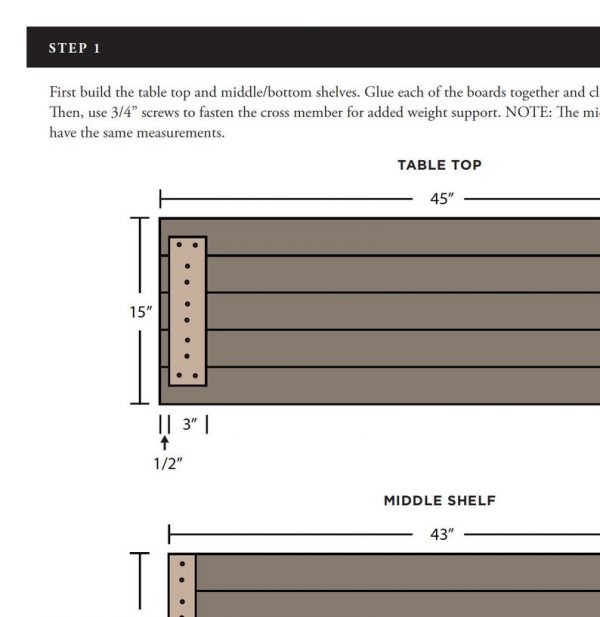 STEP 1
First build the table top and middle/bottom shelves. Glue each of the boards together and
Then, use 3/4” screws to fasten the cross member for added weight support. NOTE: The
have the same measurements.
TABLE TOP
45”
15”
3”
1/2”
MIDDLE SHELF
43”